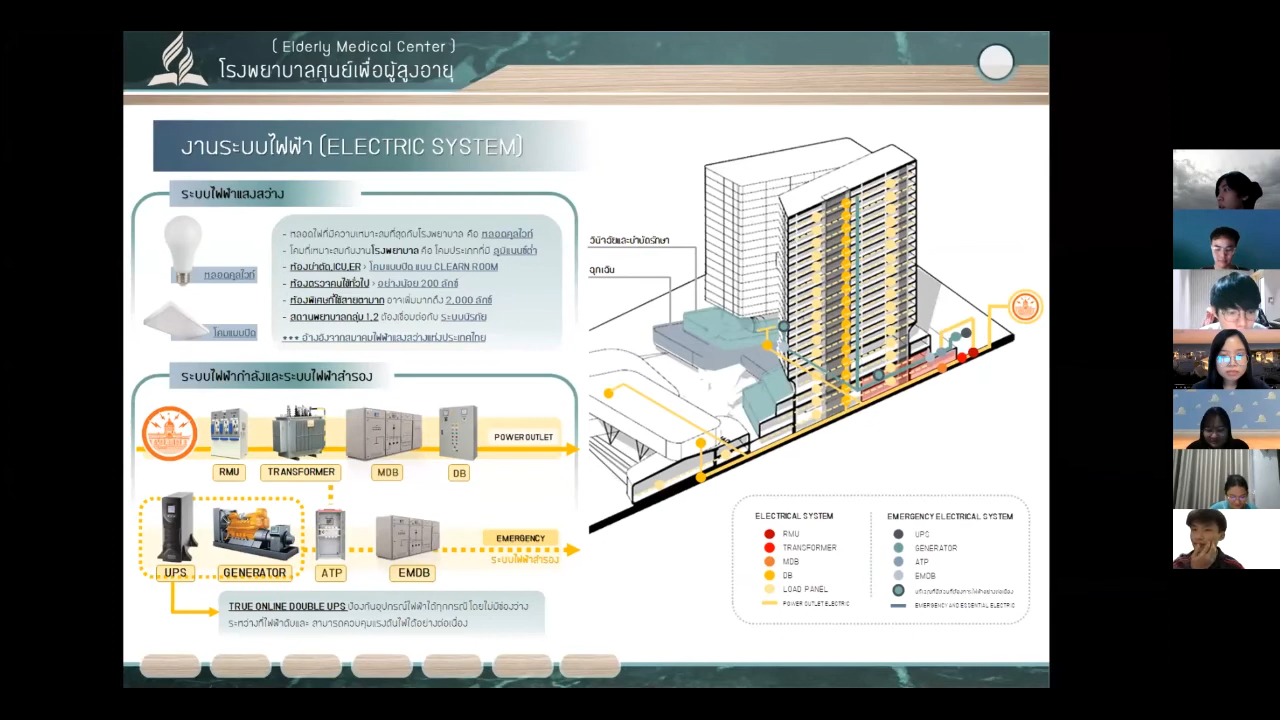 ( Elderly Medical Center )
โรงพยาบาลศูนย์เพื่อผู้สูงอายุ
งานระบบไฟฟ้า (ELECTRIC SYSTEM)
ระบบไฟฟ้าแสงสว่าง
- หลอดไฟที่มีความเหมาะสมที่สุดกับโรงพยาบาล คือ หลอดคูลไวท์
- โคมที่เหมาะสมกับงานโรงพยาบาล คือ โคมประเภทที่มี ลูมิแนนซ์ต่ำ
- ห้องผ่าตัด,ICU,ER > โคมแบบปิด แบบ CLEARN ROOM
- ห้องตรวจคนไข้ทั่วไป > อย่างน้อย 200 ลักซ์
- ห้องพิเศษที่ใช้สายตามาก อาจเพิ่มมากถึง 2,000 ลักซ์
- สถานพยาบาลกลุ่ม 1,2 ต้องเชื่อมต่อกับ ระบบนิรภัย
*** อ้างอิงจากสมาคมไฟฟ้าแสงสว่างแห่งประเทศไทย
หลอดคูลไวท์
โคมแบบปิด
ระบบไฟฟ้ากำลังและระบบไฟฟ้าสำรอง
POWER OUTLET
RMU
TRANSFORMER
MDB
DB
EMERGENCY
ระบบไฟฟ้าสำรอง
UPS
GENERATOR
ATP
EMDB
TRUE ONLINE DOUBLE UPS ป้องกันอุปกรณ์ไฟฟ้าได้ทุกกรณี โดยไม่มีช่องว่าง
ระหว่างที่ไฟฟ้าดับและ สามารถควบคุมแรงดันไฟได้อย่างต่อเนื่อง
วินิจฉัยและบำบัดรักษา
ฉุกเฉิน
ELECTRICAL SYSTEM
RMU
TRANSFORMER
MDB
DB
LOAD PANEL
POWER OUTLET ELECTRIC
EMERGENCY ELECTRICAL SYSTEM
UPS
GENERATOR
ATP
EMDB
EMERGENCY AND ESSENTIAL ELECTRIC